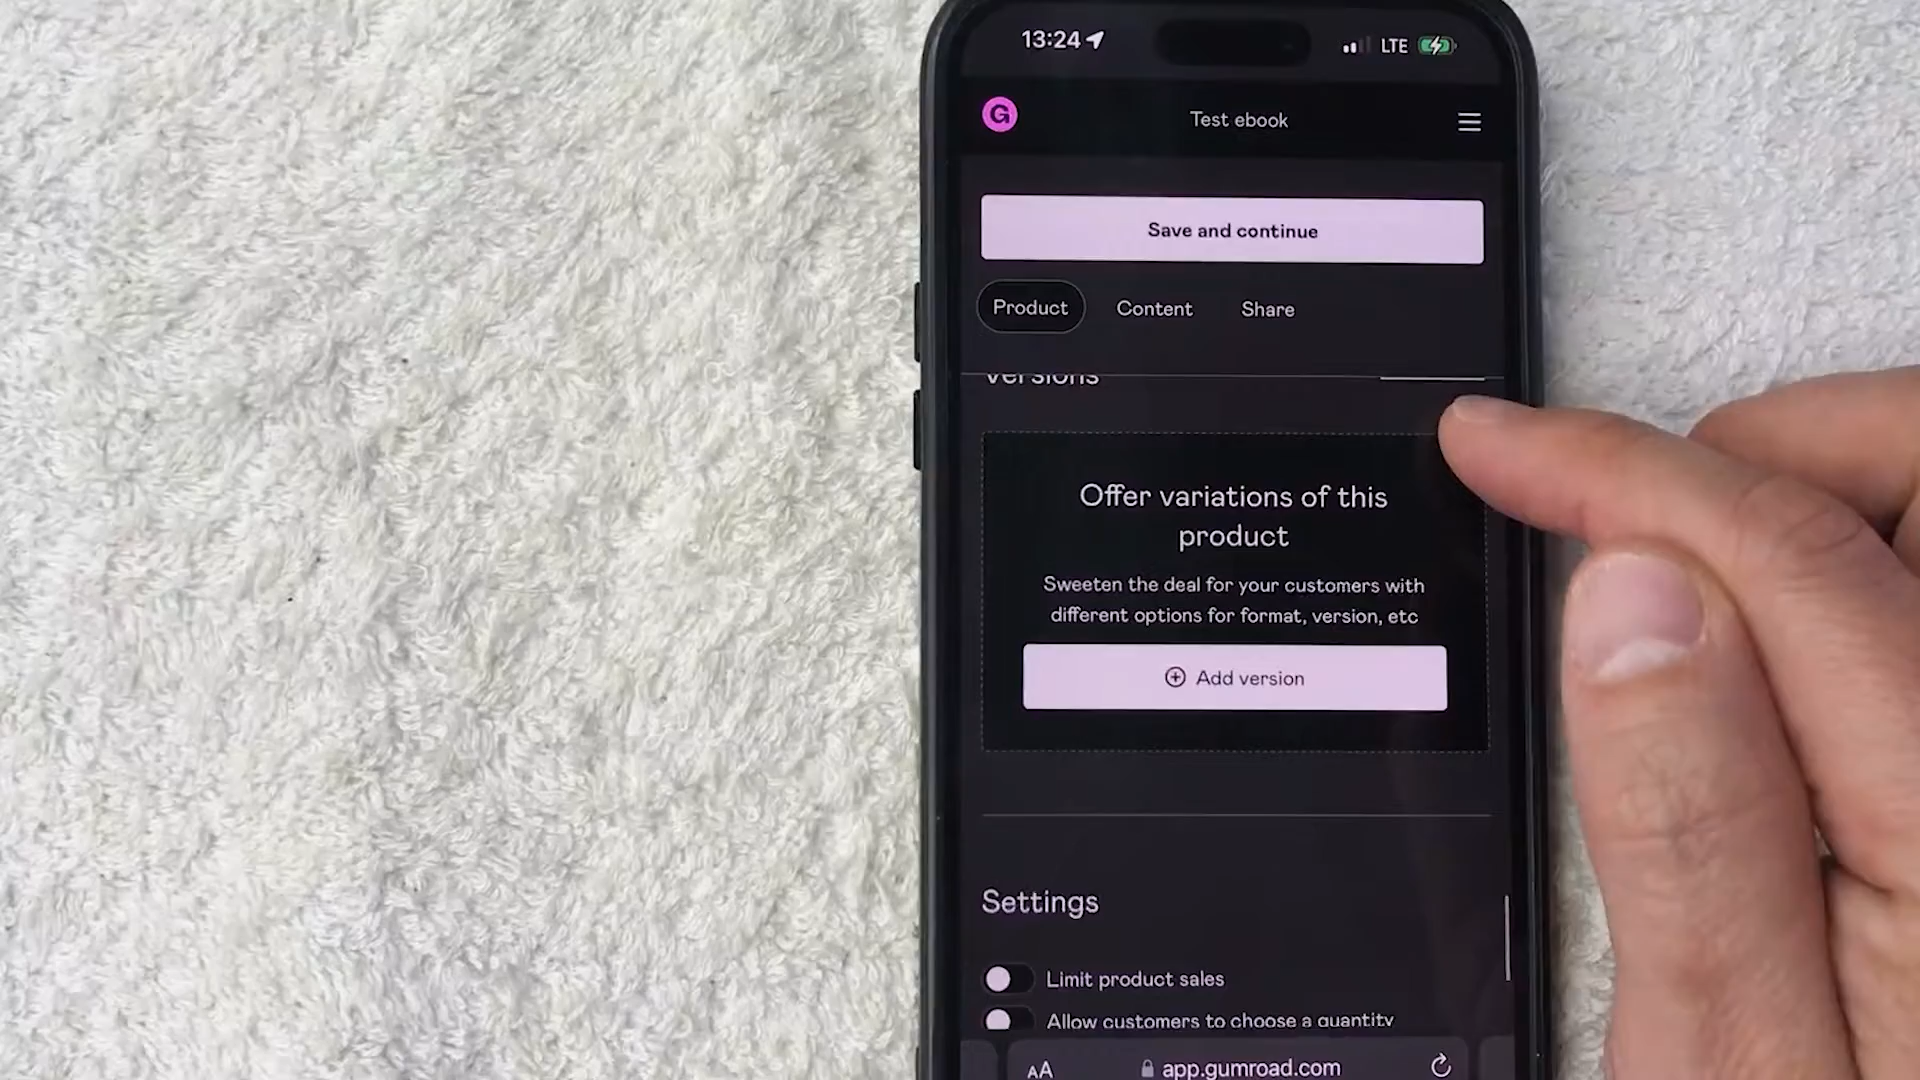 13:24
LTE
G
Test ebook
Save and continue
Product
Content
Share
Versions
Offer variations of this
product
Sweeten the deal for your customers with
different options for format, version, etc
Add version
Settings
Limit product sales
Allow customers to choose a quantity
AA
app.gumroad.com